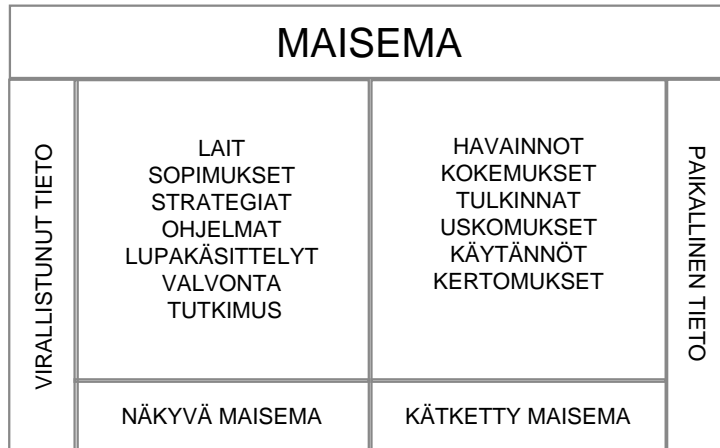 MAISEMA
VIRALLISTUNUT TIETO
LAIT
SOPIMUKSET
STRATEGIAT
OHJELMAT
LUPAKÄSITTELYT
VALVONTA
TUTKIMUS
HAVAINNOT
KOKEMUKSET
TULKINNAT
USKOMUKSET
KÄYTÄNNÖT
KERTOMUKSET
PAIKALLINEN TIETO
NÄKYVÄ MAISEMA
KÄTKETTY MAISEMA